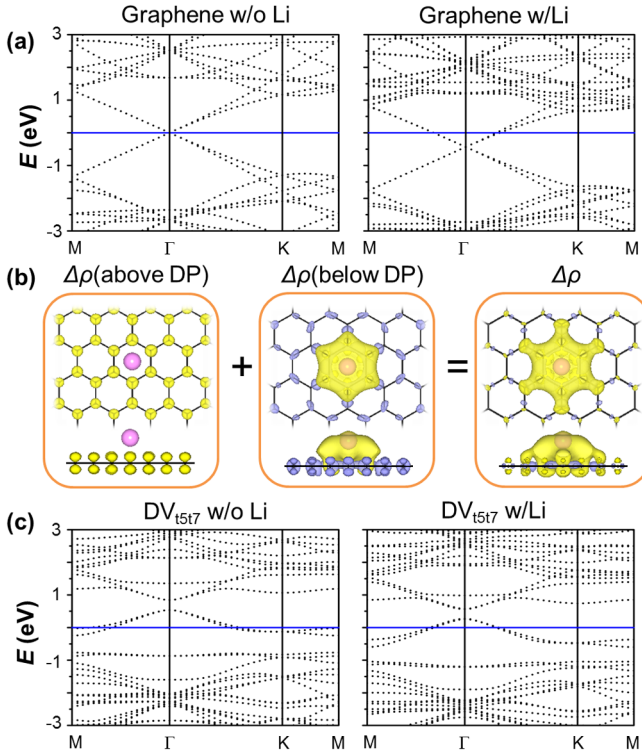 Graphene w/o Li Graphene w/Li
(a)
E (eV)
3
1
-1
-3
M Γ K M
M Γ K M
(b) Δρ(above DP) Δρ(below DP) Δρ
+ =
DVt5t7 w/o Li DVt5t7 w/Li
(c)
E (eV)
3
1
-1
-3
M Γ K M
M Γ K M